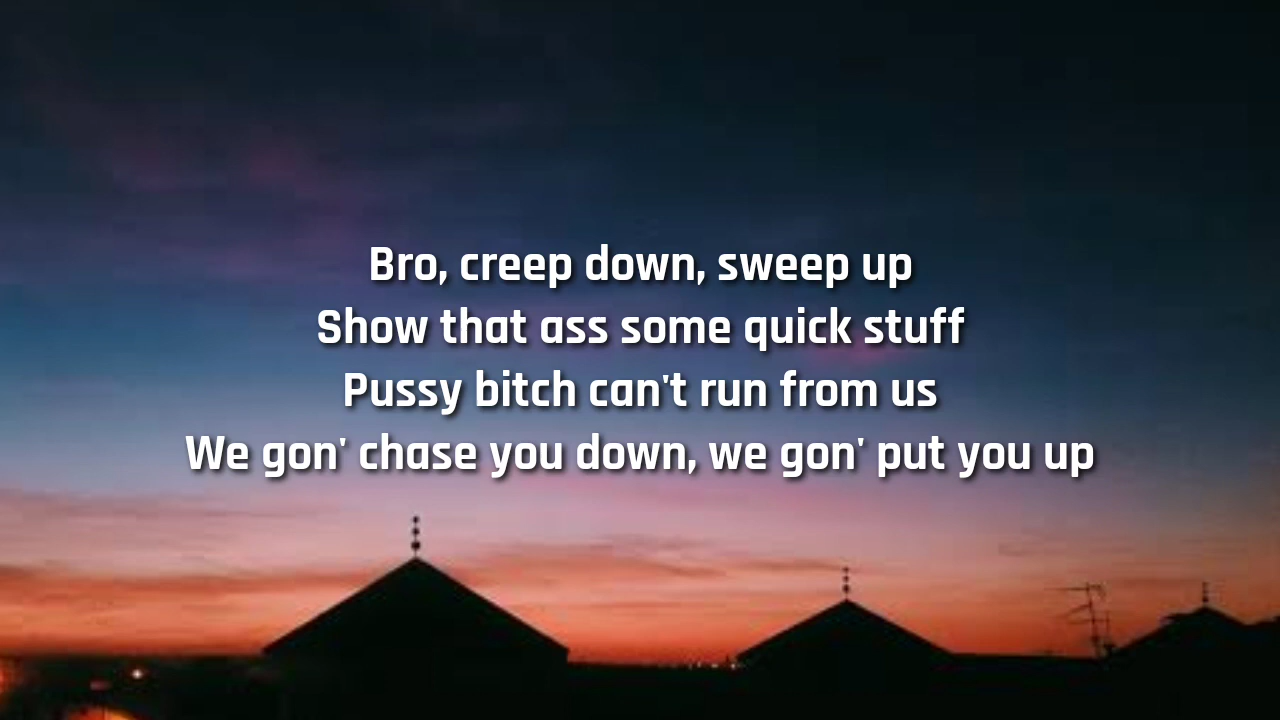 Bro, creep down, sweep up
Show that ass some quick stuff
Pussy bitch can't run from us
We gon' chase you down, we gon' put you up